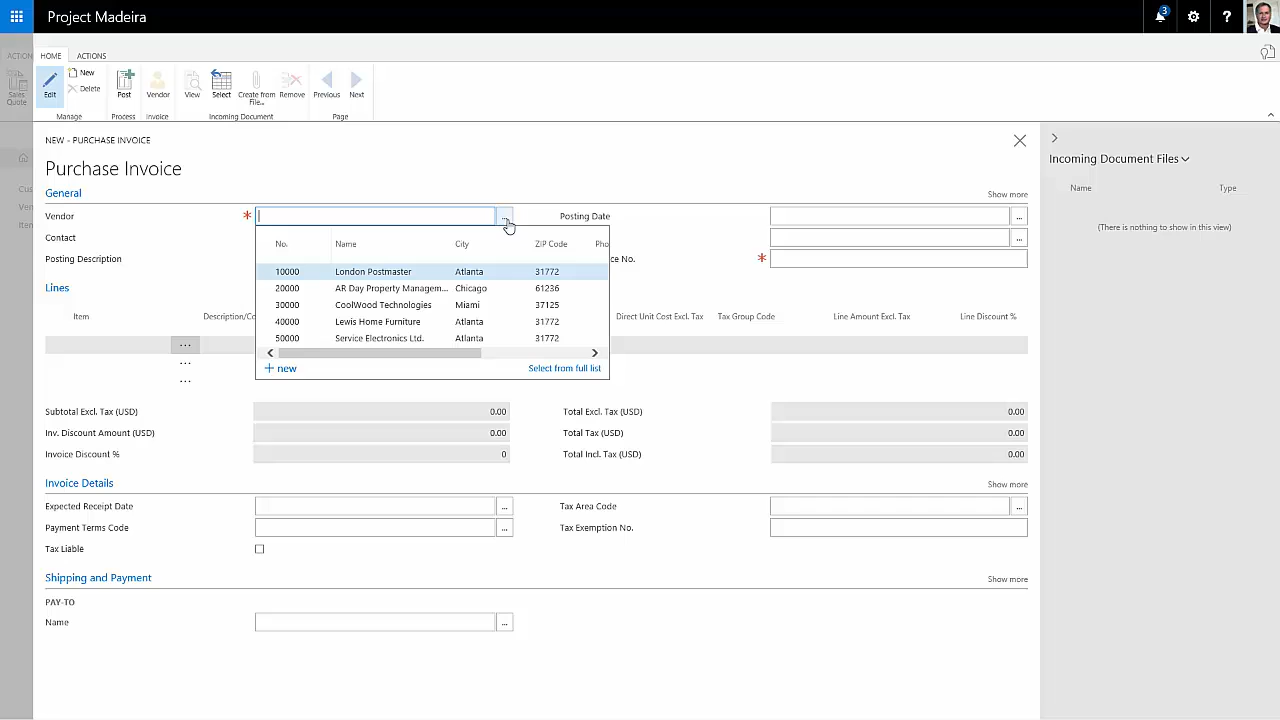 Project Madeira
3
?
ACTION
HOME
ACTIONS
Sales
Quote
Edit
New
Delete
Manage
Post
Process
Vendor
Invoice
View
Select
Create from
File...
Remove
Incoming Document
Previous
Next
Page
NEW - PURCHASE INVOICE
Purchase Invoice
General
Show more
Vendor
*
...
Posting Date
...
Contact
...
Posting Description
ce No.
*
No.
Name
City
ZIP Code
Pho
10000 London Postmaster Atlanta 31772
20000 AR Day Property Managem... Chicago 61236
30000 CoolWood Technologies Miami 37125
40000 Lewis Home Furniture Atlanta 31772
50000 Service Electronics Ltd. Atlanta 31772
+ new
Select from full list
Cus
Ven
Item
Lines
Item
Description/Co
Direct Unit Cost Excl. Tax
Tax Group Code
Line Amount Excl. Tax
Line Discount %
...
...
...
Subtotal Excl. Tax (USD) 0.00
Total Excl. Tax (USD) 0.00
Inv. Discount Amount (USD) 0.00
Total Tax (USD) 0.00
Invoice Discount % 0
Total Incl. Tax (USD) 0.00
Invoice Details
Show more
Expected Receipt Date
...
Tax Area Code
...
Payment Terms Code
...
Tax Exemption No.
Tax Liable
Shipping and Payment
Show more
PAY-TO
Name
...
Incoming Document Files
Name
Type
(There is nothing to show in this view)